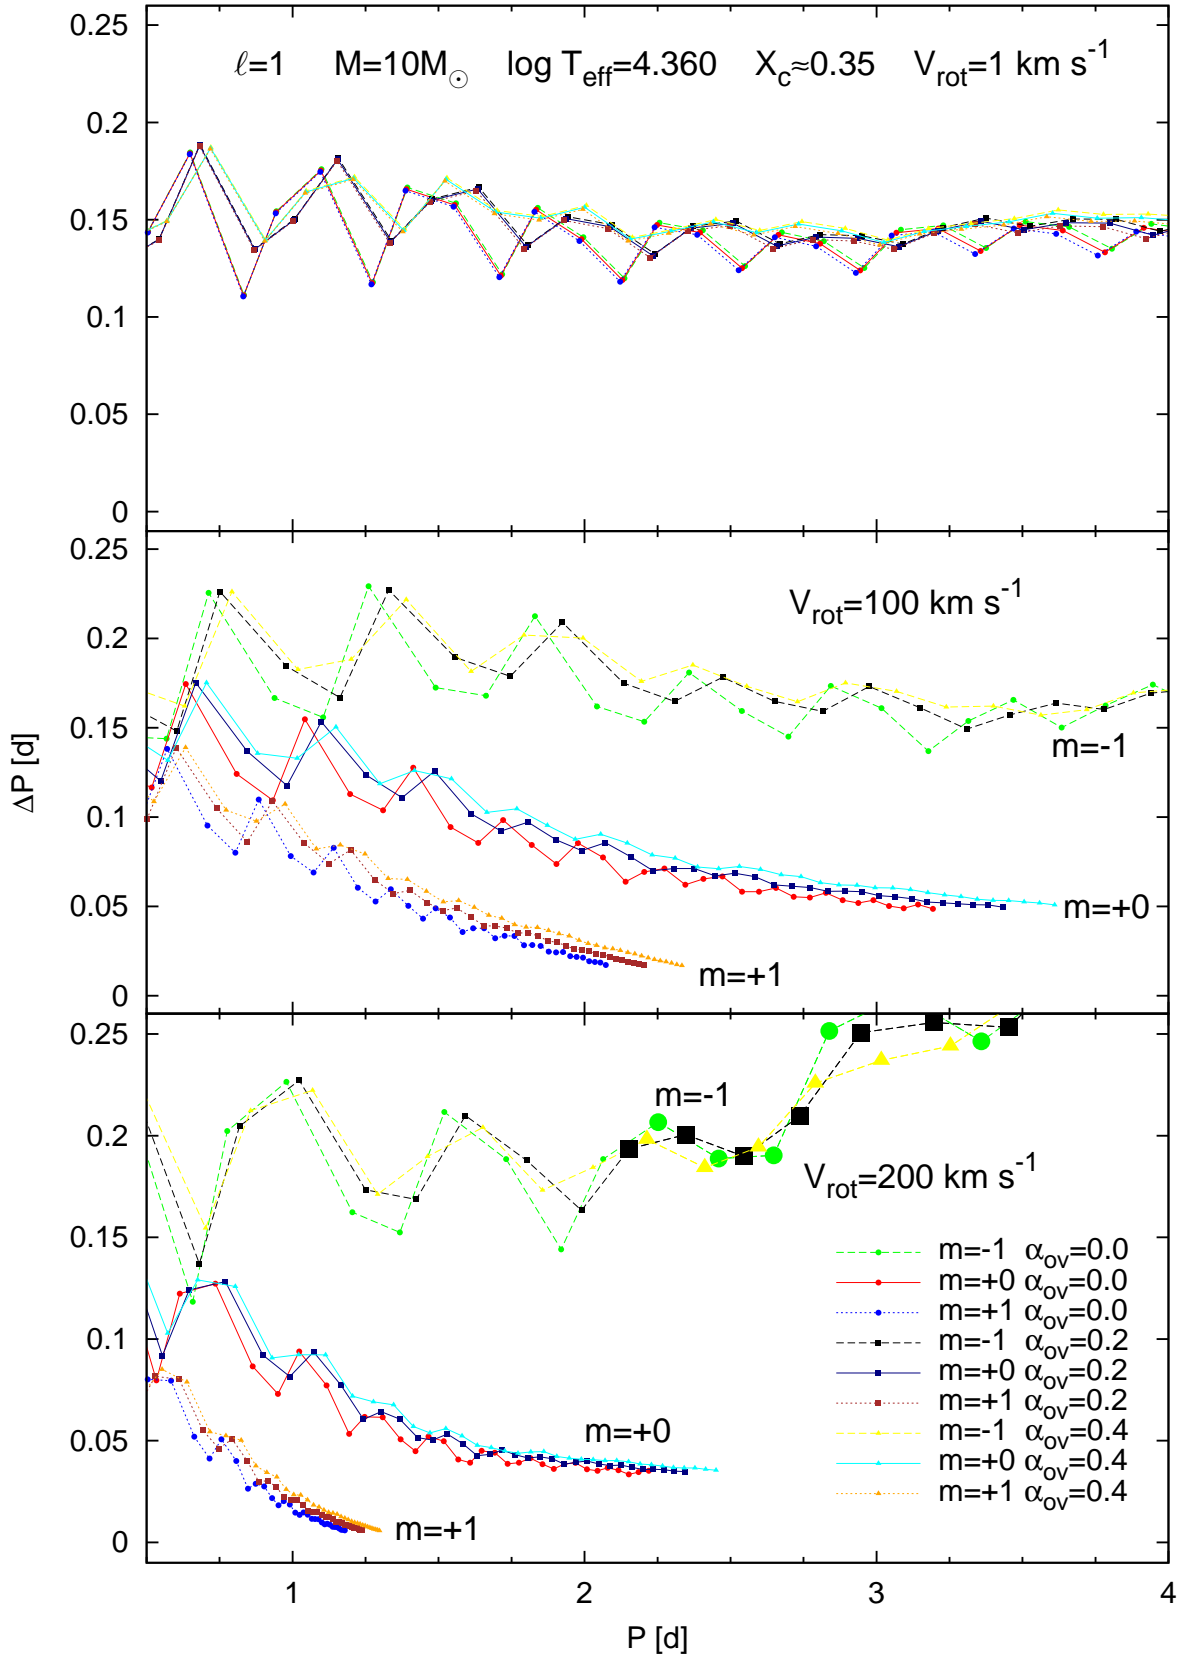 0.25
ℓ=1 M=10M☉ log Teff=4.360 Xc≈0.35 Vrot=1 km s-1
0.2
0.15
0.1
0.05
0
0.25
Vrot=100 km s-1
0.2
0.15
m=-1
ΔP [d]
0.1
0.05
m=+0
m=+1
0
0.25
m=-1
0.2
Vrot=200 km s-1
0.15
0.1
0.05
m=+0
m=+1
0
m=-1 αov=0.0
m=+0 αov=0.0
m=+1 αov=0.0
m=-1 αov=0.2
m=+0 αov=0.2
m=+1 αov=0.2
m=-1 αov=0.4
m=+0 αov=0.4
m=+1 αov=0.4
1 2 3 4
P [d]